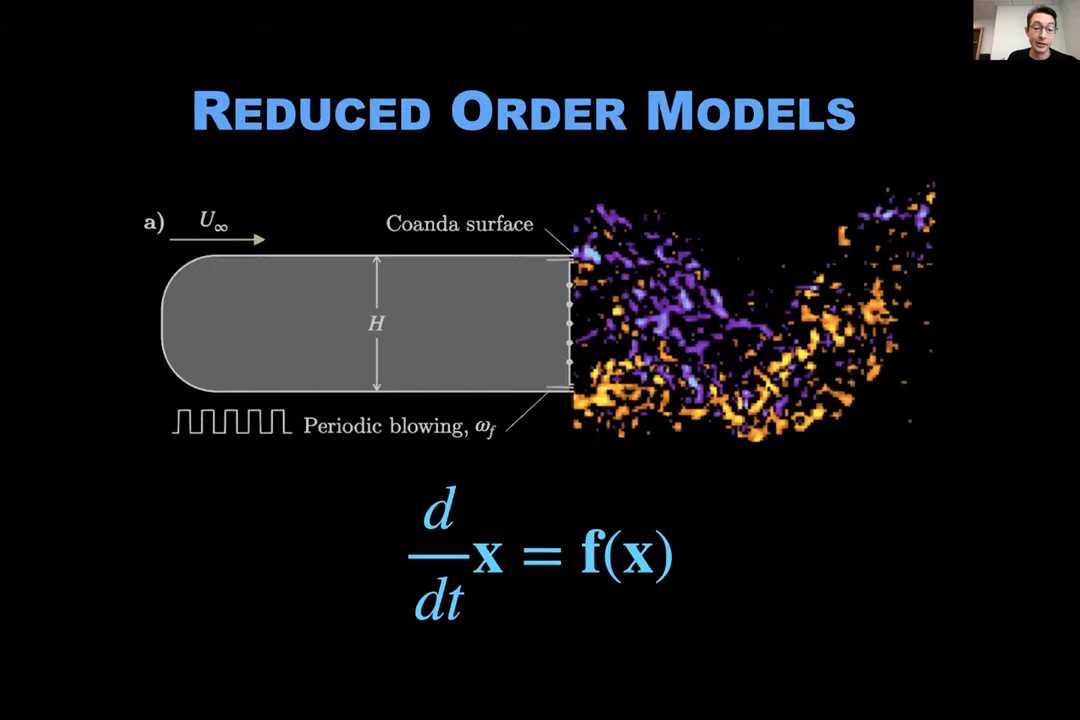 REDUCED ORDER MODELS
a) U∞
Coanda surface
H
Periodic blowing, ωf
d/dt x = f(x)